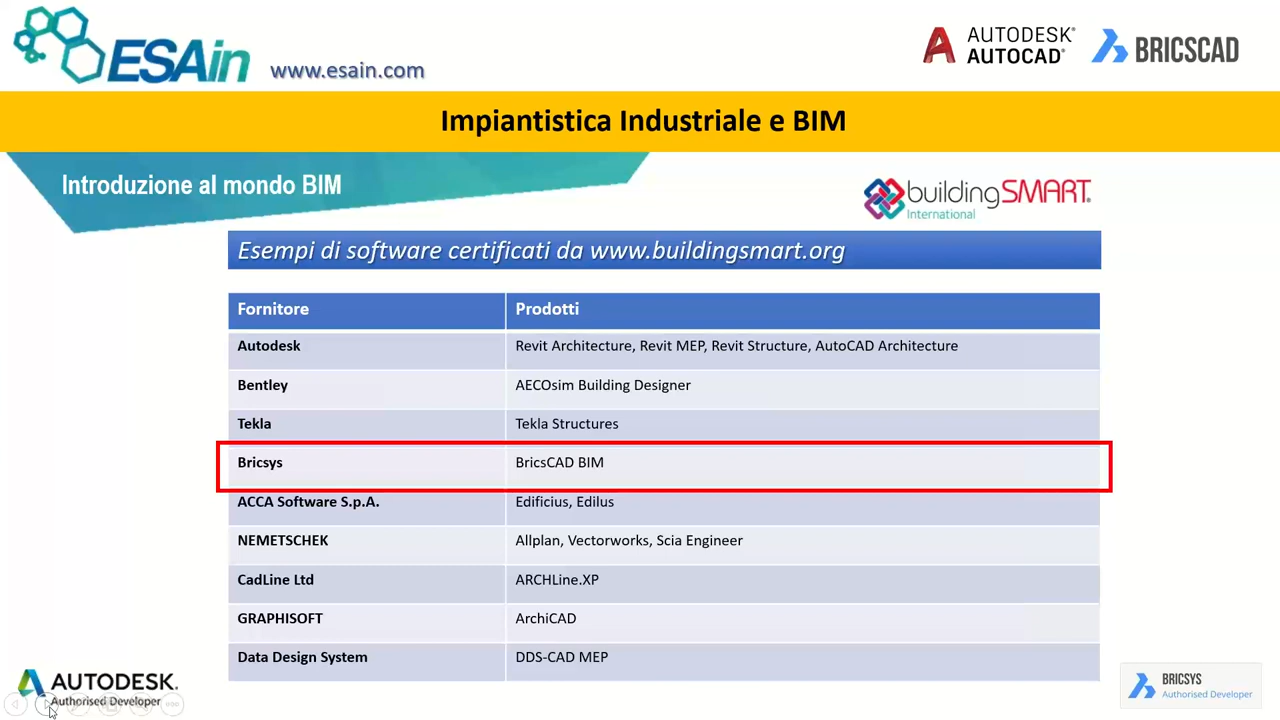 ESAin
www.esain.com
AUTODESK®
AUTOCAD®
BRICSCAD
Impiantistica Industriale e BIM
Introduzione al mondo BIM
buildingSMART®
International
Esempi di software certificati da www.buildingsmart.org
Fornitore Prodotti
Autodesk Revit Architecture, Revit MEP, Revit Structure, AutoCAD Architecture
Bentley AECOsim Building Designer
Tekla Tekla Structures
Bricsys BricsCAD BIM
ACCA Software S.p.A. Edificius, Edilus
NEMETSCHEK Allplan, Vectorworks, Scia Engineer
CadLine Ltd ARCHLine.XP
GRAPHISOFT ArchiCAD
Data Design System DDS-CAD MEP
AUTODESK.
Authorised Developer
BRICSYS
Authorised Developer